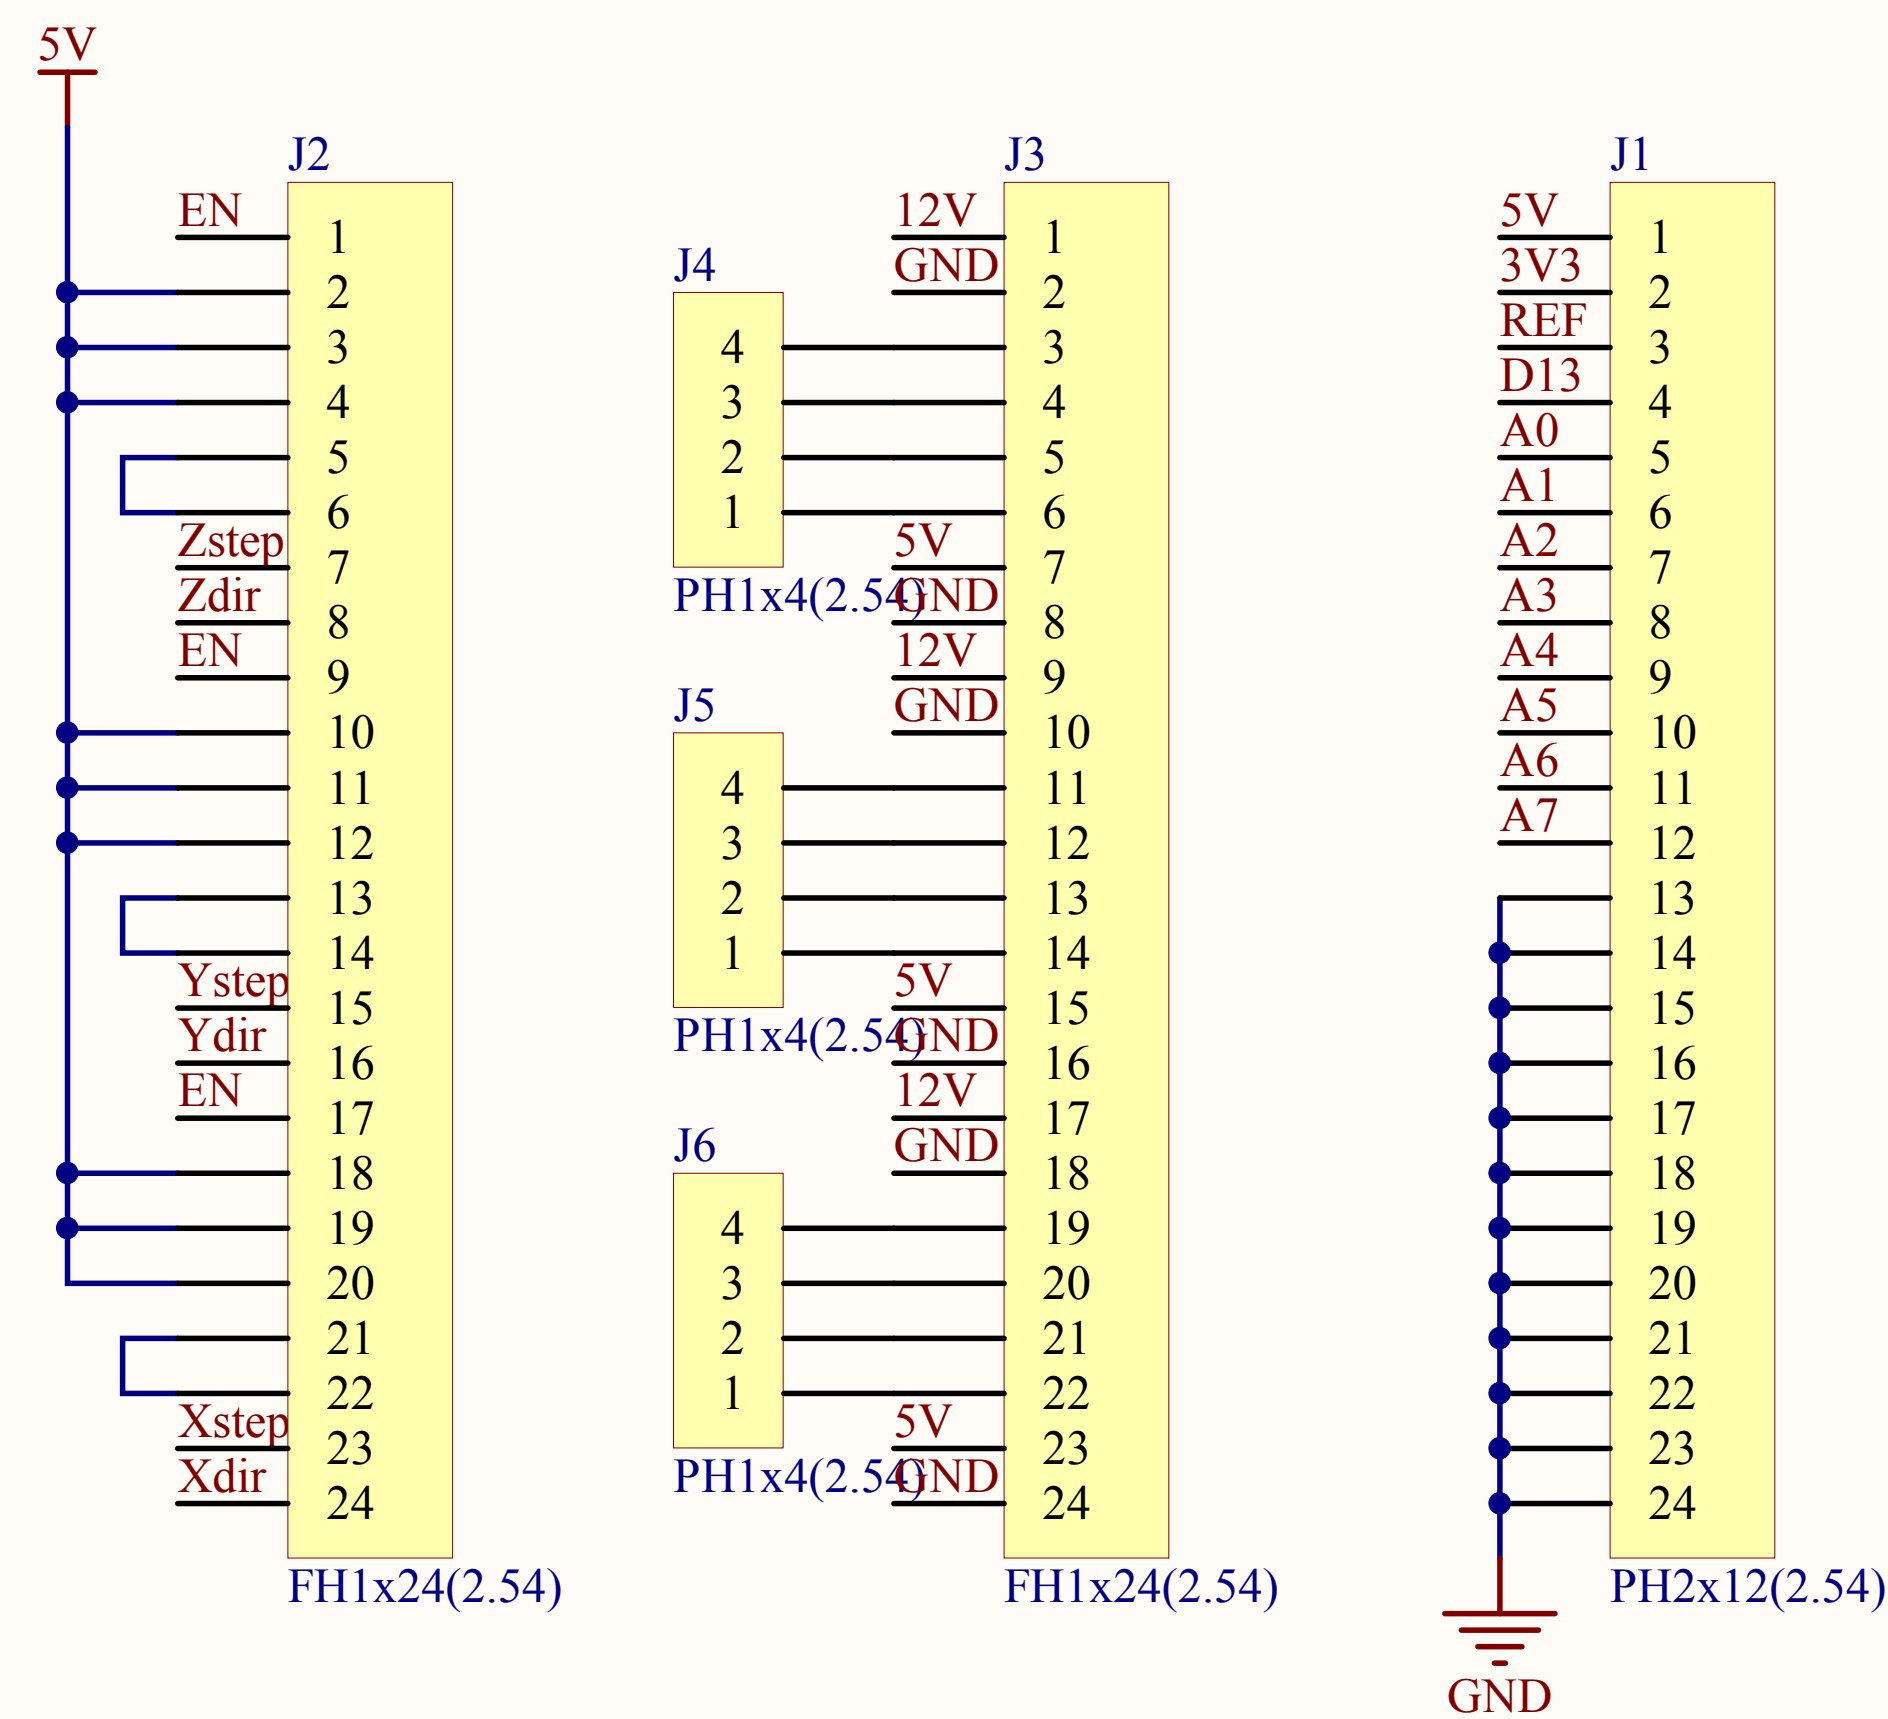 5V
J2
EN
1
2
3
4
5
6
Zstep
7
Zdir
8
EN
9
10
11
12
13
14
Ystep
15
Ydir
16
EN
17
18
19
20
21
22
Xstep
23
Xdir
24
FH1x24(2.54)
J4
4
3
2
1
PH1x4(2.54)
J5
4
3
2
1
PH1x4(2.54)
J6
4
3
2
1
PH1x4(2.54)
J3
12V
1
GND
2
3
4
5
6
5V
7
GND
8
12V
9
GND
10
11
12
13
14
5V
15
GND
16
12V
17
GND
18
19
20
21
22
5V
23
GND
24
FH1x24(2.54)
J1
5V
1
3V3
2
REF
3
D13
4
A0
5
A1
6
A2
7
A3
8
A4
9
A5
10
A6
11
A7
12
13
14
15
16
17
18
19
20
21
22
23
24
PH2x12(2.54)
GND